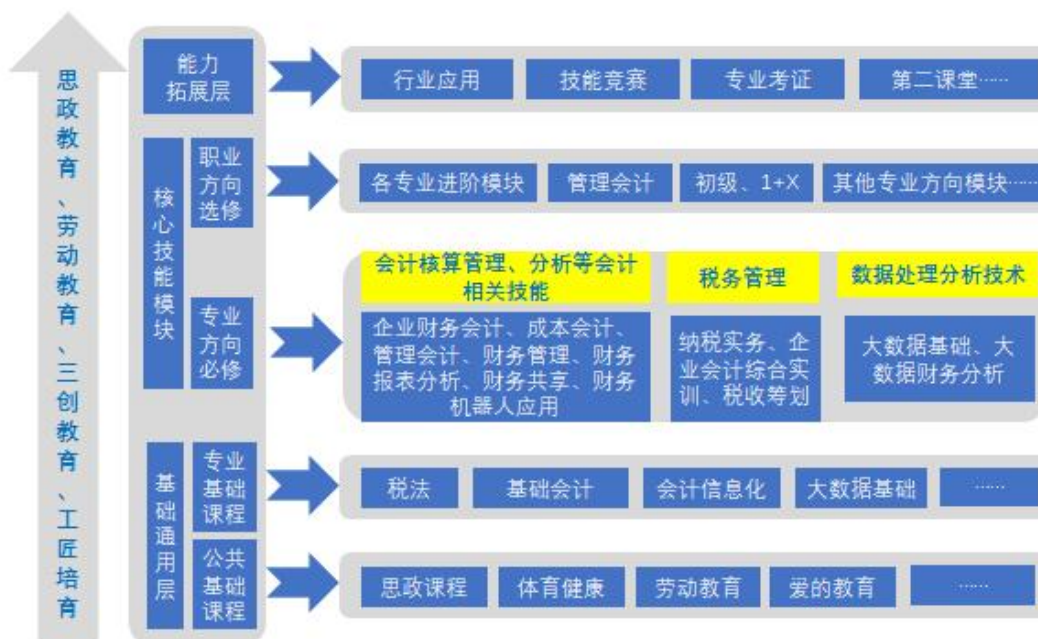 思政教育、劳动教育、三创教育、工匠培育
能力
拓展层
行业应用
技能竞赛
专业考证
第二课堂……
核心技能模块
职业
方向
选修
各专业进阶模块
管理会计
初级、1+X
其他专业方向模块……
专业
方向
必修
会计核算管理、分析等会计
相关技能
企业财务会计、成本会计、
管理会计、财务管理、财务
报表分析、财务共享、财务
机器人应用
税务管理
纳税实务、企
业会计综合实
训、税收筹划
数据处理分析技术
大数据基础、大
数据财务分析
基础通用层
专业
基础
课程
税法
基础会计
会计信息化
大数据基础
……
公共
基础
课程
思政课程
体育健康
劳动教育
爱的教育
……